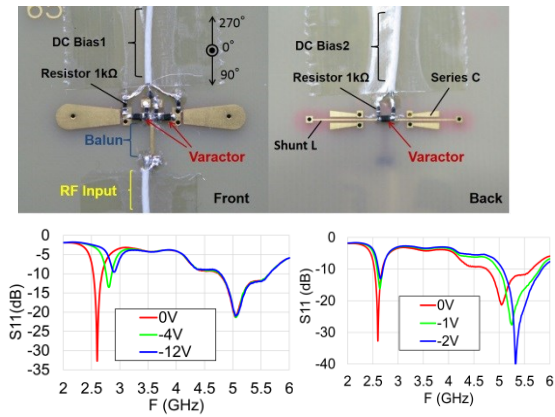 DC Bias1
270°
0°
90°
Resistor 1kΩ
Balun
Varactor
RF Input
Front
DC Bias2
Resistor 1kΩ
Series C
Shunt L
Varactor
Back
0
-5
-10
-15
-20
-25
-30
-35
S11(dB)
0V
-4V
-12V
2 2.5 3 3.5 4 4.5 5 5.5 6
F (GHz)
0
-10
-20
-30
-40
S11(dB)
0V
-1V
-2V
2 2.5 3 3.5 4 4.5 5 5.5 6
F (GHz)